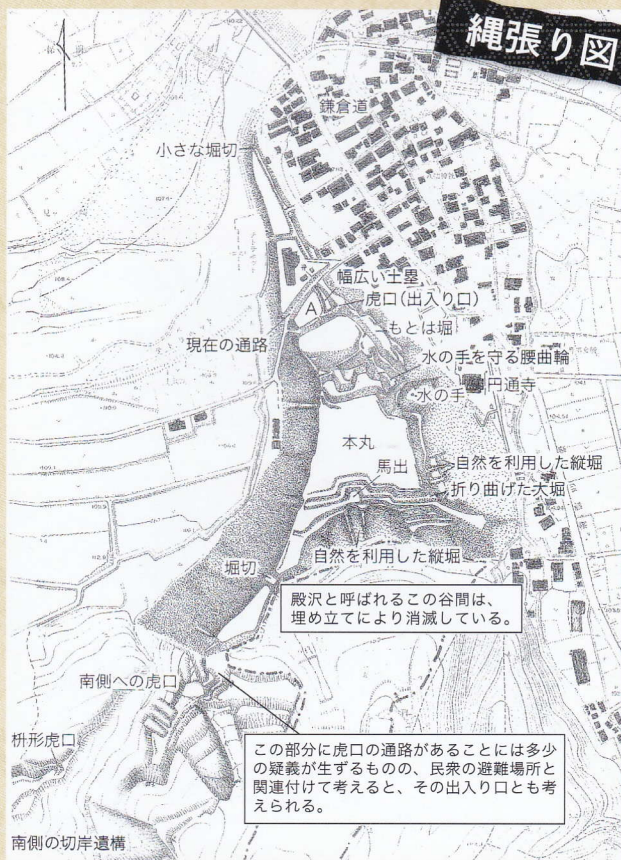 縄張り図
鎌倉道
小さな堀切
幅広い土塁
虎口(出入り口)
A
もとは堀
現在の通路
水の手を守る腰曲輪
水の手
円通寺
本丸
自然を利用した縦堀
馬出
折り曲げた大堀
自然を利用した縦堀
堀切
殿沢と呼ばれるこの谷間は、
埋め立てにより消滅している。
南側への虎口
枡形虎口
この部分に虎口の通路があることには多少
の疑義が生ずるものの、民衆の避難場所と
関連付けて考えると、その出入り口とも考
えられる。
南側の切岸遺構